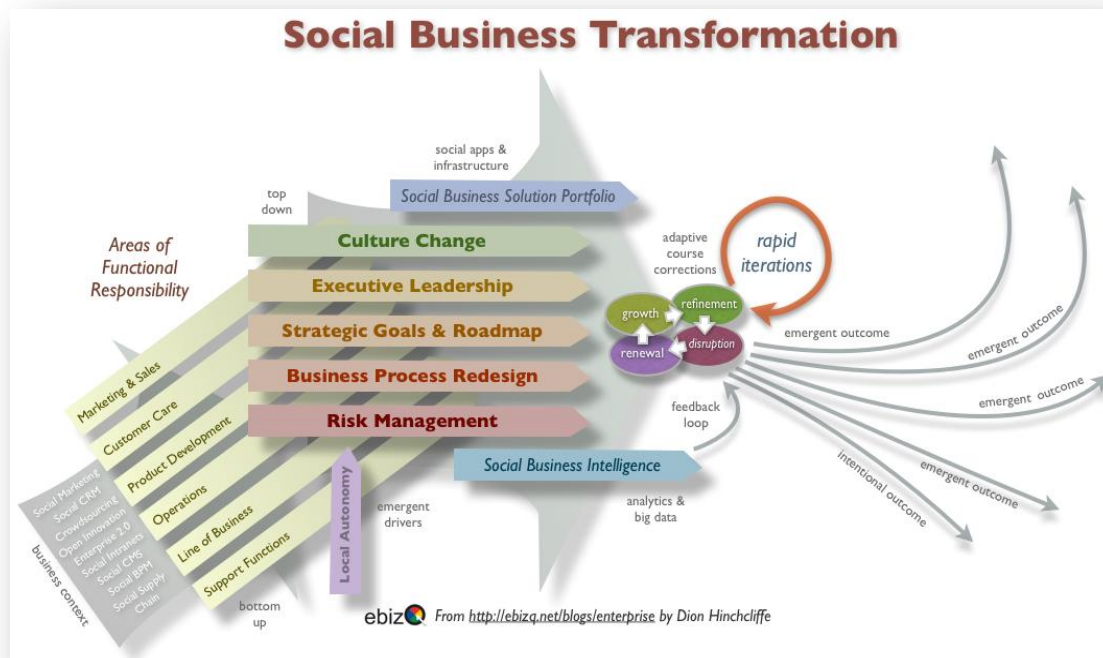 Social Business Transformation
social apps &
infrastructure
Social Business Solution Portfolio
top
down
Areas of
Functional
Responsibility
Culture Change
Executive Leadership
Strategic Goals & Roadmap
Business Process Redesign
Risk Management
adaptive
course
corrections
rapid
iterations
growth
refinement
renewal
disruption
emergent outcome
emergent outcome
emergent outcome
emergent outcome
intentional outcome
feedback
loop
Social Business Intelligence
analytics &
big data
emergent
drivers
Local Autonomy
Marketing & Sales
Customer Care
Product Development
Operations
Line of Business
Support Functions
Social Marketing
Social CRM
Crowdsourcing
Open Innovation
Enterprise 2.0
Social Intranets
Social CMS
Social BPM
Social Supply
Chain
business context
bottom
up
ebizQ From http://ebizq.net/blogs/enterprise by Dion Hinchcliffe